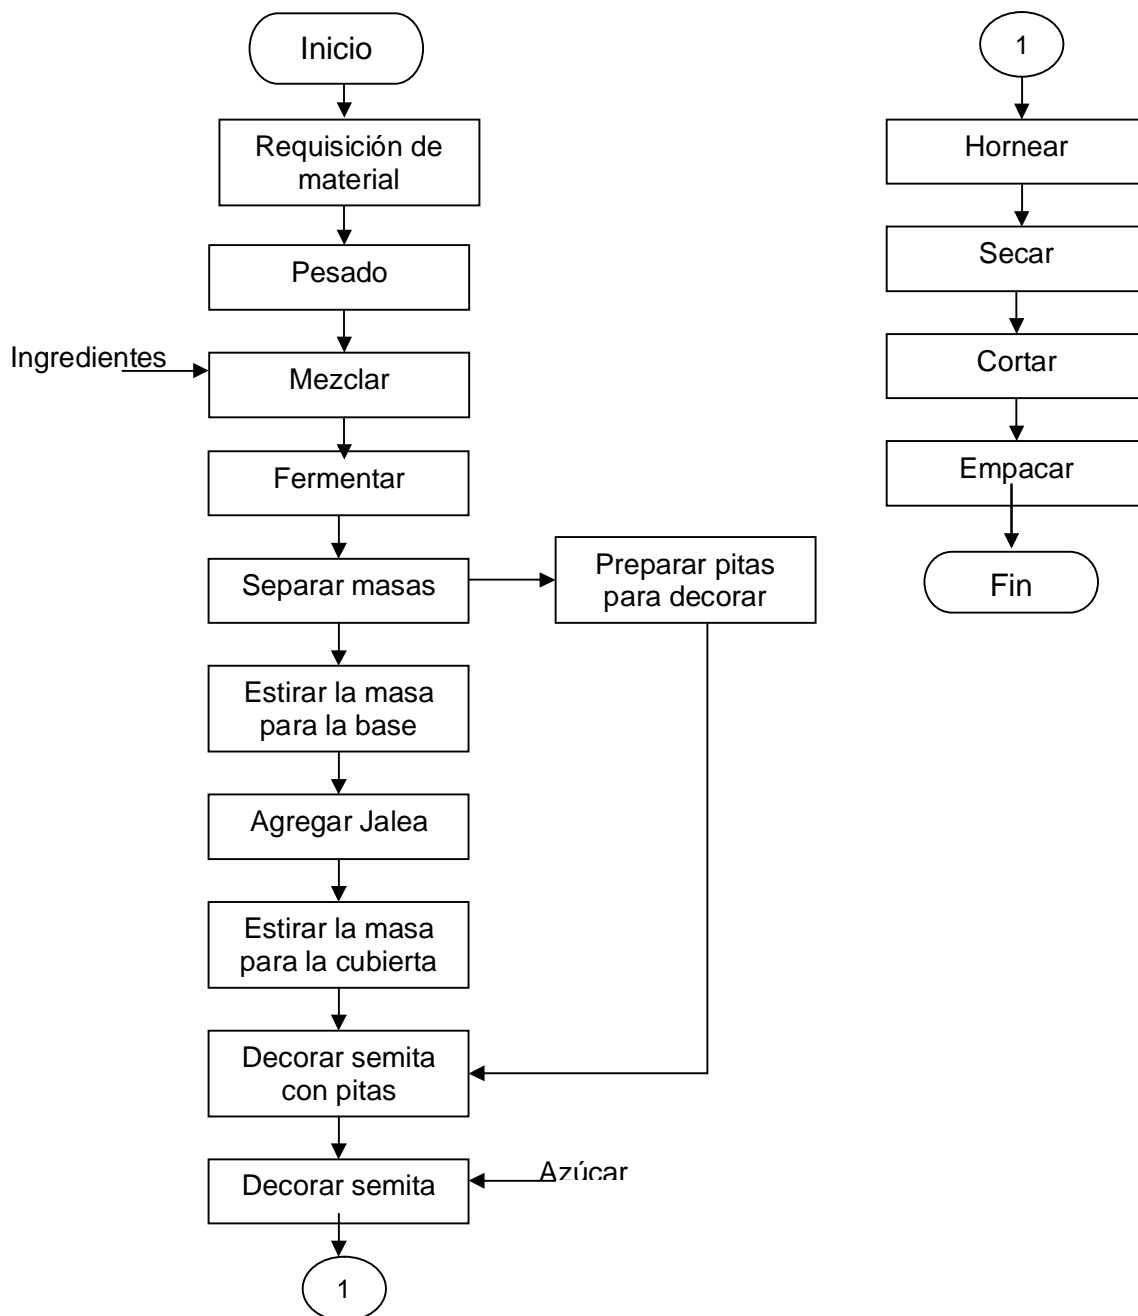 Inicio
Requisición de
material
Pesado
Ingredientes
Mezclar
Fermentar
Separar masas
Preparar pitas
para decorar
Estirar la masa
para la base
Agregar Jalea
Estirar la masa
para la cubierta
Decorar semita
con pitas
Azúcar
Decorar semita
1
1
Hornear
Secar
Cortar
Empacar
Fin